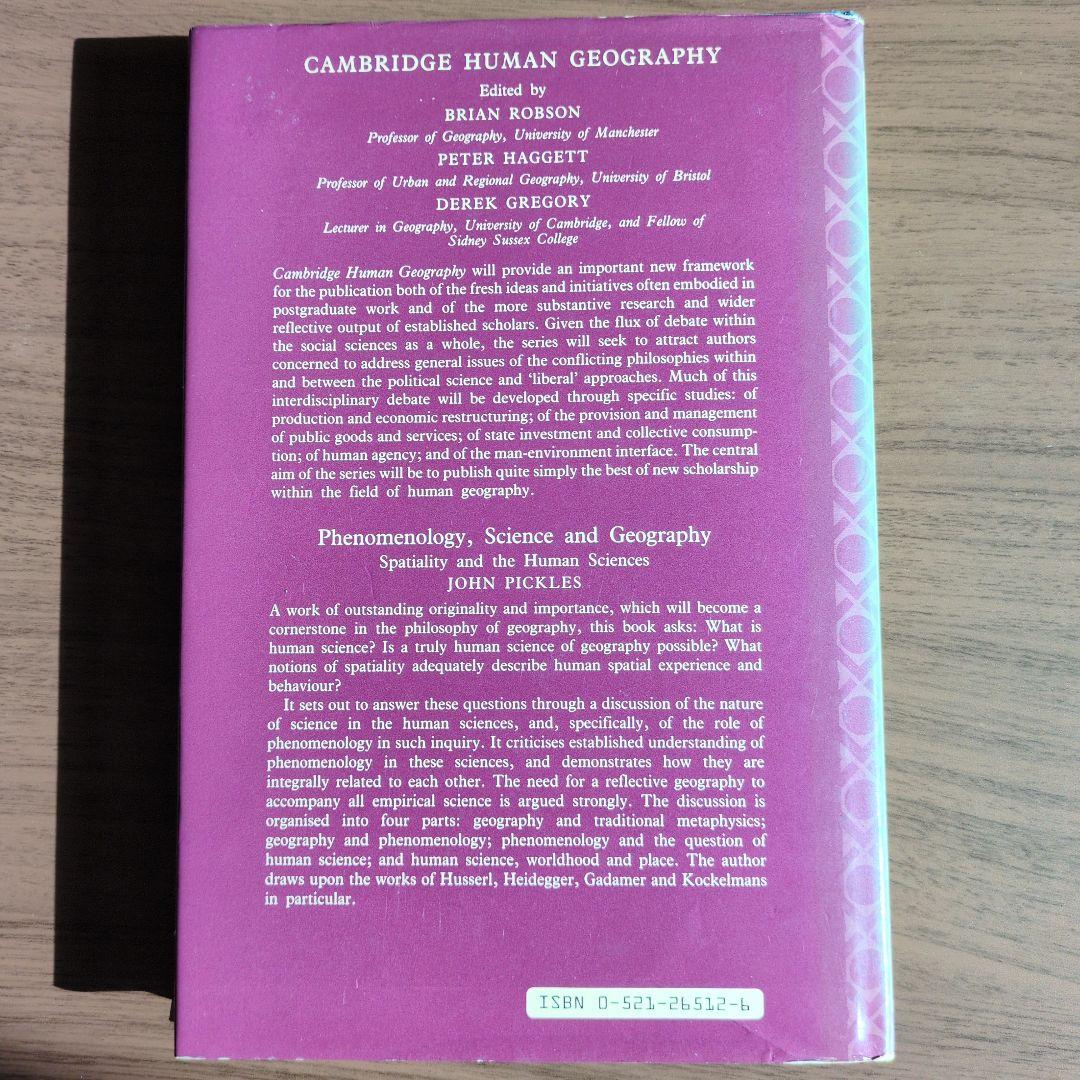 CAMBRIDGE HUMAN GEOGRAPHY
Edited by
BRIAN ROBSON
Professor of Geography, University of Manchester
PETER HAGGETT
Professor of Urban and Regional Geography, University of Bristol
DEREK GREGORY
Lecturer in Geography, University of Cambridge, and Fellow of
Sidney Sussex College
Cambridge Human Geography will provide an important new framework
for the publication both of the fresh ideas and initiatives often embodied in
postgraduate work and of the more substantive research and wider
reflective output of established scholars. Given the flux of debate within
the social sciences as a whole, the series will seek to attract authors
concerned to address general issues of the conflicting philosophies within
and between the political science and ‘liberal’ approaches. Much of this
interdisciplinary debate will be developed through specific studies: of
production and economic restructuring; of the provision and management
of public goods and services; of state investment and collective consump-
tion; of human agency; and of the man-environment interface. The central
aim of the series will be to publish quite simply the best of new scholarship
within the field of human geography.
Phenomenology, Science and Geography
Spatiality and the Human Sciences
JOHN PICKLES
A work of outstanding originality and importance, which will become a
cornerstone in the philosophy of geography, this book asks: What is
human science? Is a truly human science of geography possible? What
notions of spatiality adequately describe human spatial experience and
behaviour?
It sets out to answer these questions through a discussion of the nature
of science in the human sciences, and, specifically, of the role of
phenomenology in such inquiry. It criticises established understanding of
phenomenology in these sciences, and demonstrates how they are
integrally related to each other. The need for a reflective geography to
accompany all empirical science is argued strongly. The discussion is
organised into four parts: geography and traditional metaphysics;
geography and phenomenology; phenomenology and the question of
human science; and human science, worldhood and place. The author
draws upon the works of Husserl, Heidegger, Gadamer and Kockelmans
in particular.
ISBN 0-521-26512-6